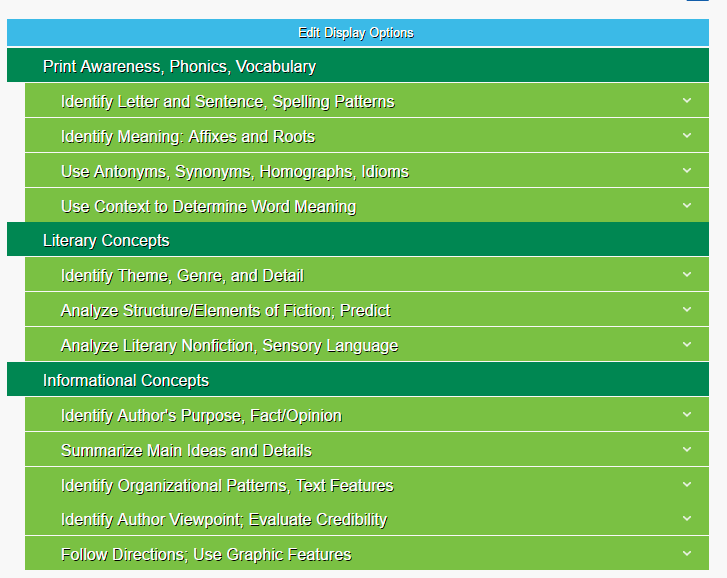 Edit Display Options
Print Awareness, Phonics, Vocabulary
Identify Letter and Sentence, Spelling Patterns
Identify Meaning: Affixes and Roots
Use Antonyms, Synonyms, Homographs, Idioms
Use Context to Determine Word Meaning
Literary Concepts
Identify Theme, Genre, and Detail
Analyze Structure/Elements of Fiction; Predict
Analyze Literary Nonfiction, Sensory Language
Informational Concepts
Identify Author's Purpose, Fact/Opinion
Summarize Main Ideas and Details
Identify Organizational Patterns, Text Features
Identify Author Viewpoint; Evaluate Credibility
Follow Directions; Use Graphic Features